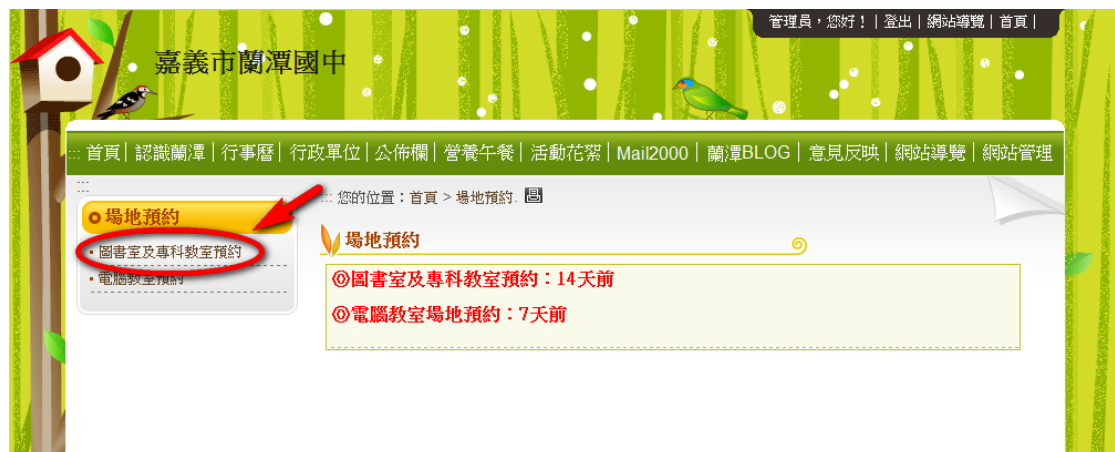 管理員，您好！ | 登出 | 網站導覽 | 首頁 |
嘉義市蘭潭國中
::: 首頁 | 認識蘭潭 | 行事曆 | 行政單位 | 公佈欄 | 營養午餐 | 活動花絮 | Mail2000 | 蘭潭BLOG | 意見反映 | 網站導覽 | 網站管理
:::
場地預約
圖書室及專科教室預約
電腦教室預約
::: 您的位置：首頁 > 場地預約.
場地預約
◎圖書室及專科教室預約：14天前
◎電腦教室場地預約：7天前